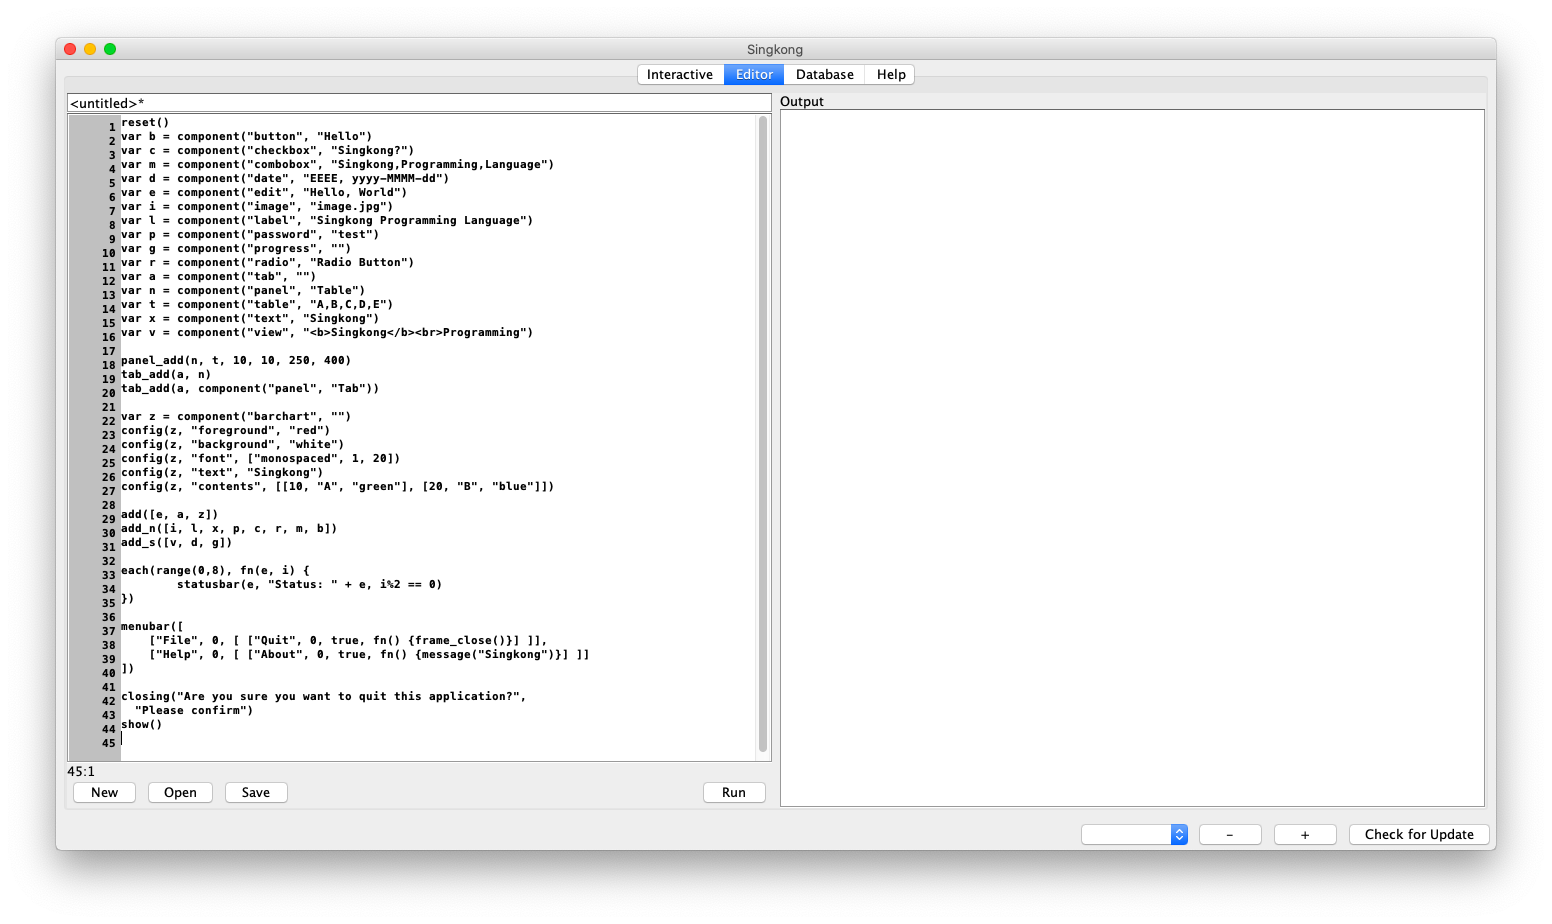 Singkong
Interactive Editor Database Help
<untitled>*
Output
1 reset()
2 var b = component("button", "Hello")
3 var c = component("checkbox", "Singkong?")
4 var m = component("combobox", "Singkong,Programming,Language")
5 var d = component("date", "EEEE, yyyy-MMMM-dd")
6 var e = component("edit", "Hello, World")
7 var i = component("image", "image.jpg")
8 var l = component("label", "Singkong Programming Language")
9 var p = component("password", "test")
10 var g = component("progress", "")
11 var r = component("radio", "Radio Button")
12 var a = component("tab", "")
13 var n = component("panel", "Table")
14 var t = component("table", "A,B,C,D,E")
15 var x = component("text", "Singkong")
16 var v = component("view", "<b>Singkong</b><br>Programming")
17
18 panel_add(n, t, 10, 10, 250, 400)
19 tab_add(a, n)
20 tab_add(a, component("panel", "Tab"))
21
22 var z = component("barchart", "")
23 config(z, "foreground", "red")
24 config(z, "background", "white")
25 config(z, "font", ["monospaced", 1, 20])
26 config(z, "text", "Singkong")
27 config(z, "contents", [[10, "A", "green"], [20, "B", "blue"]])
28
29 add([e, a, z])
30 add_n([i, l, x, p, c, r, m, b])
31 add_s([v, d, g])
32
33 each(range(0,8), fn(e, i) {
34         statusbar(e, "Status: " + e, i%2 == 0)
35 })
36
37 menubar([
38     ["File", 0, [ ["Quit", 0, true, fn() {frame_close()}] ]],
39     ["Help", 0, [ ["About", 0, true, fn() {message("Singkong")}] ]]
40 ])
41
42 closing("Are you sure you want to quit this application?",
43   "Please confirm")
44 show()
45
45:1
New Open Save Run
- + Check for Update